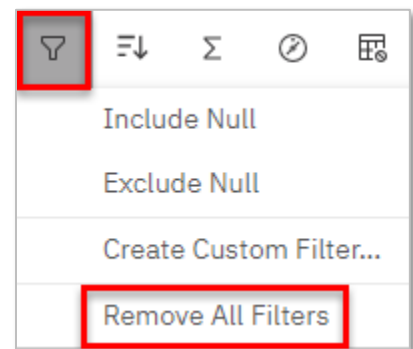 Include Null
Exclude Null
Create Custom Filter...
Remove All Filters